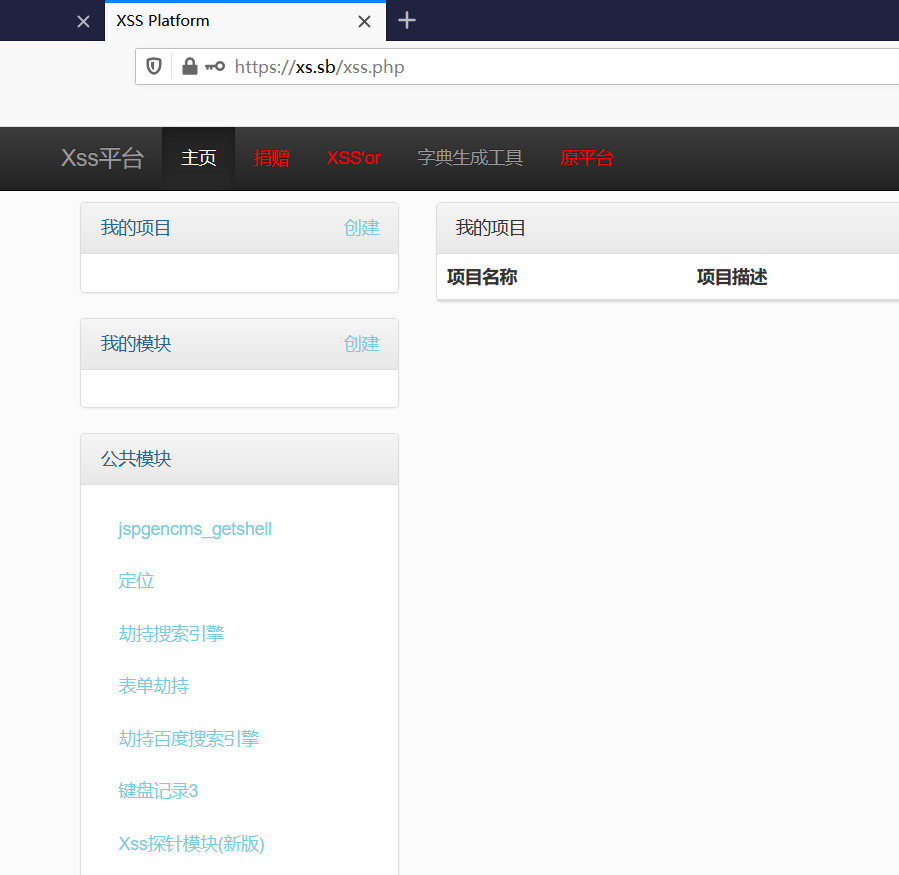 XSS Platform
https://xs.sb/xss.php
Xss平台 主页 捐赠 XSS'or 字典生成工具 原平台
我的项目 创建
我的项目
项目名称 项目描述
我的模块 创建
公共模块
jspgencms_getshell
定位
劫持搜索引擎
表单劫持
劫持百度搜索引擎
键盘记录3
Xss探针模块(新版)